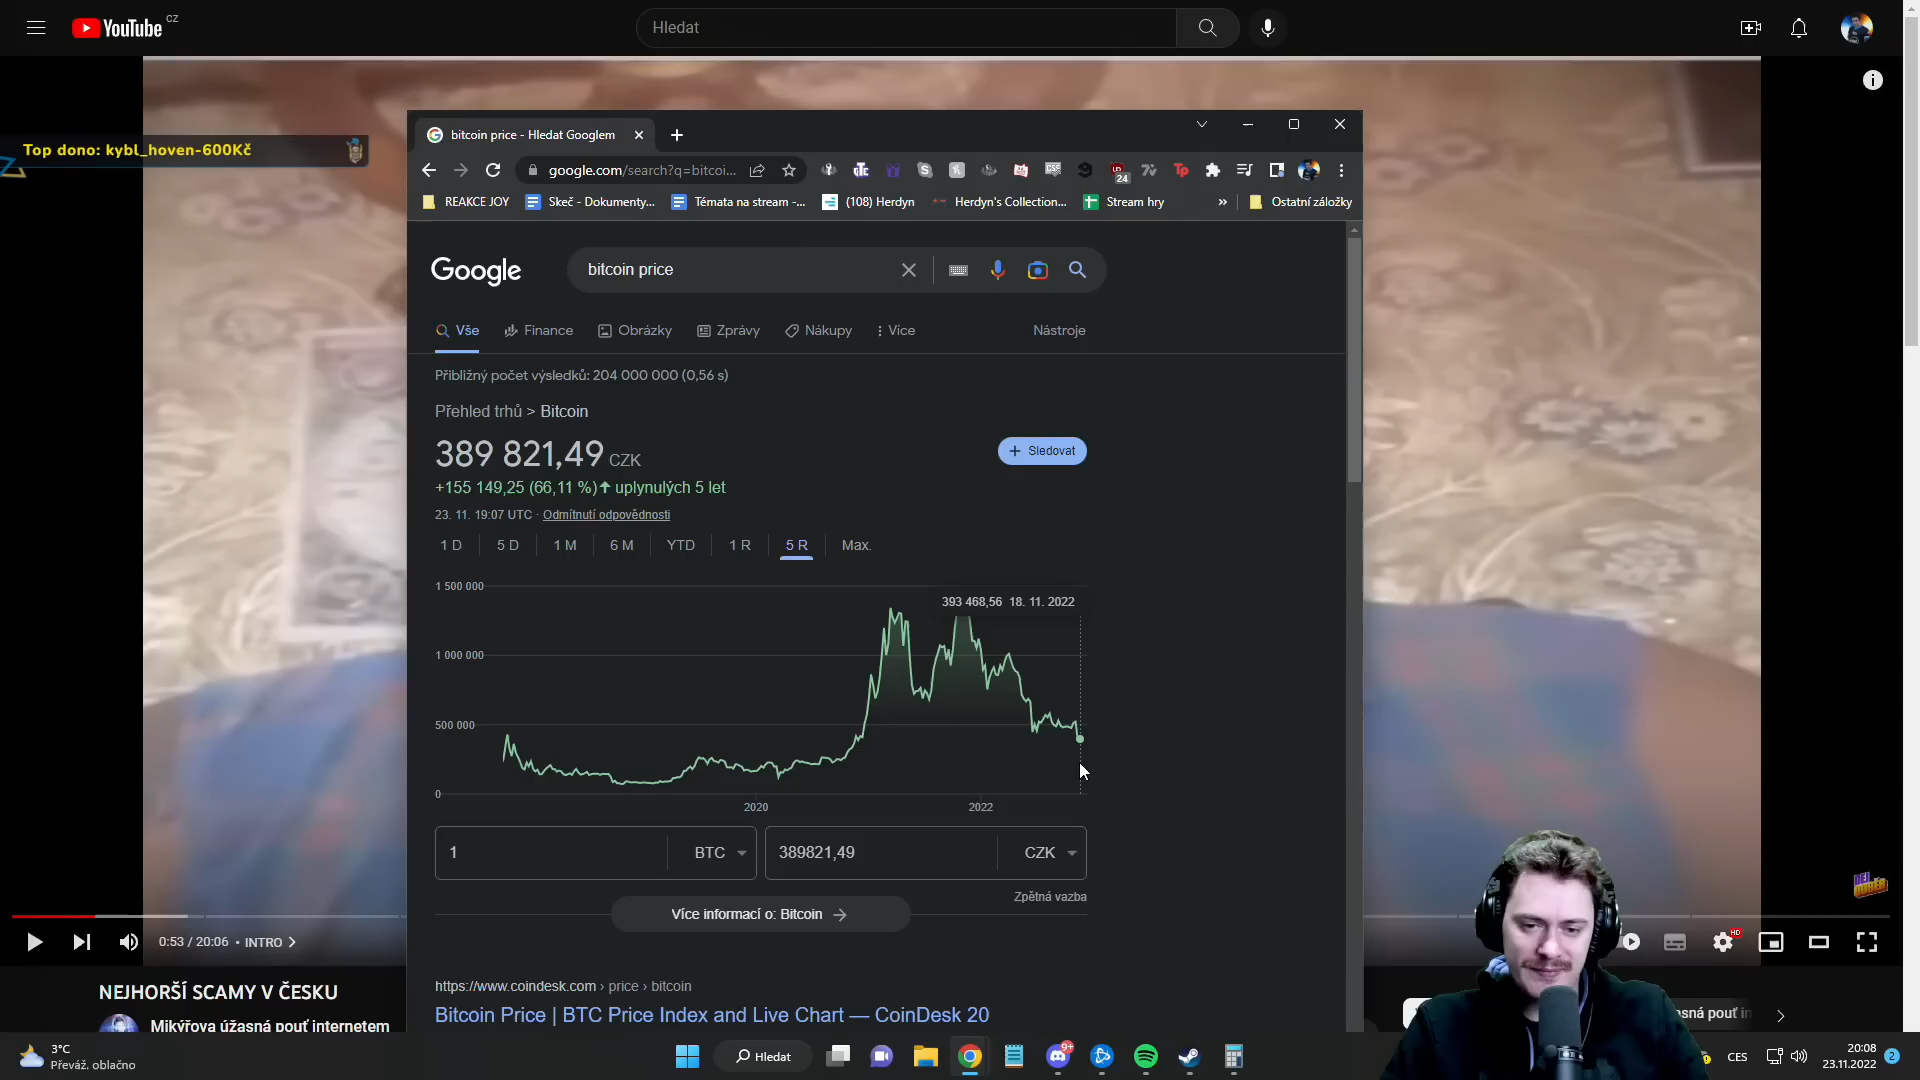 YouTube CZ
Hledat
Top dono: kybl_hoven-600Kč
bitcoin price - Hledat Googlem
google.com/search?q=bitcoi...
24
REAKCE JOY
Skeč - Dokumenty...
Témata na stream -...
(108) Herdyn
Herdyn's Collection...
Stream hry
»
Ostatní záložky
Google
bitcoin price
Vše
Finance
Obrázky
Zprávy
Nákupy
Více
Nástroje
Přibližný počet výsledků: 204 000 000 (0,56 s)
Přehled trhů > Bitcoin
389 821,49 CZK
+ Sledovat
+155 149,25 (66,11 %) ↑ uplynulých 5 let
23. 11. 19:07 UTC · Odmítnutí odpovědnosti
1 D
5 D
1 M
6 M
YTD
1 R
5 R
Max.
1 500 000
393 468,56 18. 11. 2022
1 000 000
500 000
0
2020
2022
1
BTC
389821,49
CZK
Zpětná vazba
Více informací o: Bitcoin →
https://www.coindesk.com › price › bitcoin
Bitcoin Price | BTC Price Index and Live Chart — CoinDesk 20
0:53 / 20:06 • INTRO
HD
NEJHORŠÍ SCAMY V ČESKU
Mikýřova úžasná pouť internetem
asná pouť in
3°C
Převáž. oblačno
Hledat
9+
CES
20:08
23.11.2022
2